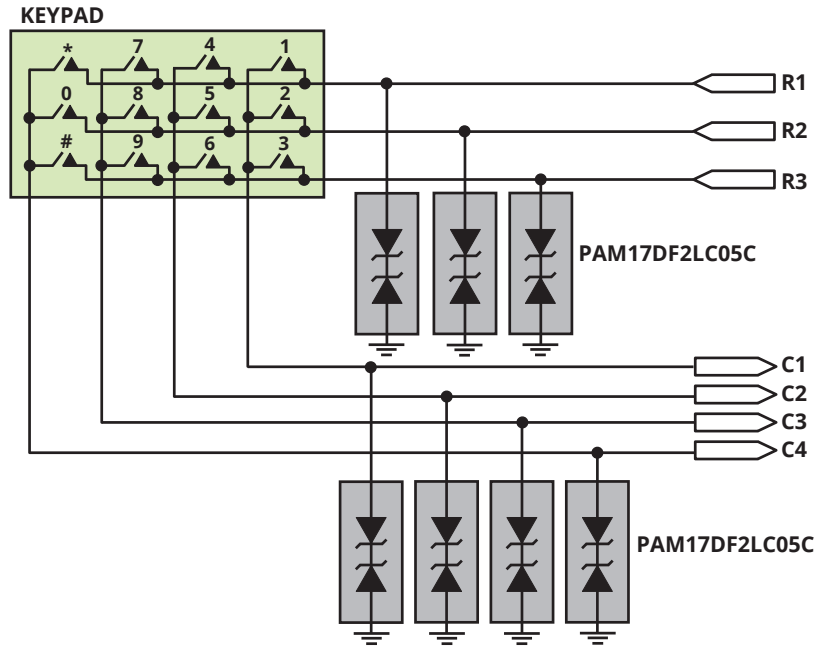 KEYPAD
* 7 4 1
R1
0 8 5 2
R2
# 9 6 3
R3
PAM17DF2LC05C
C1
C2
C3
C4
PAM17DF2LC05C